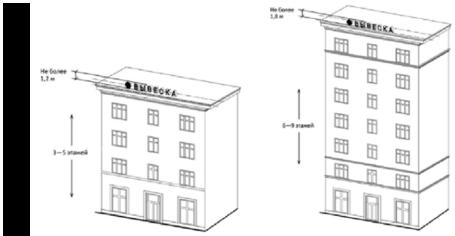 Не более
1,2 м
ВЫВЕСКА
3—5 этажей
Не более
1,8 м
ВЫВЕСКА
6—9 этажей